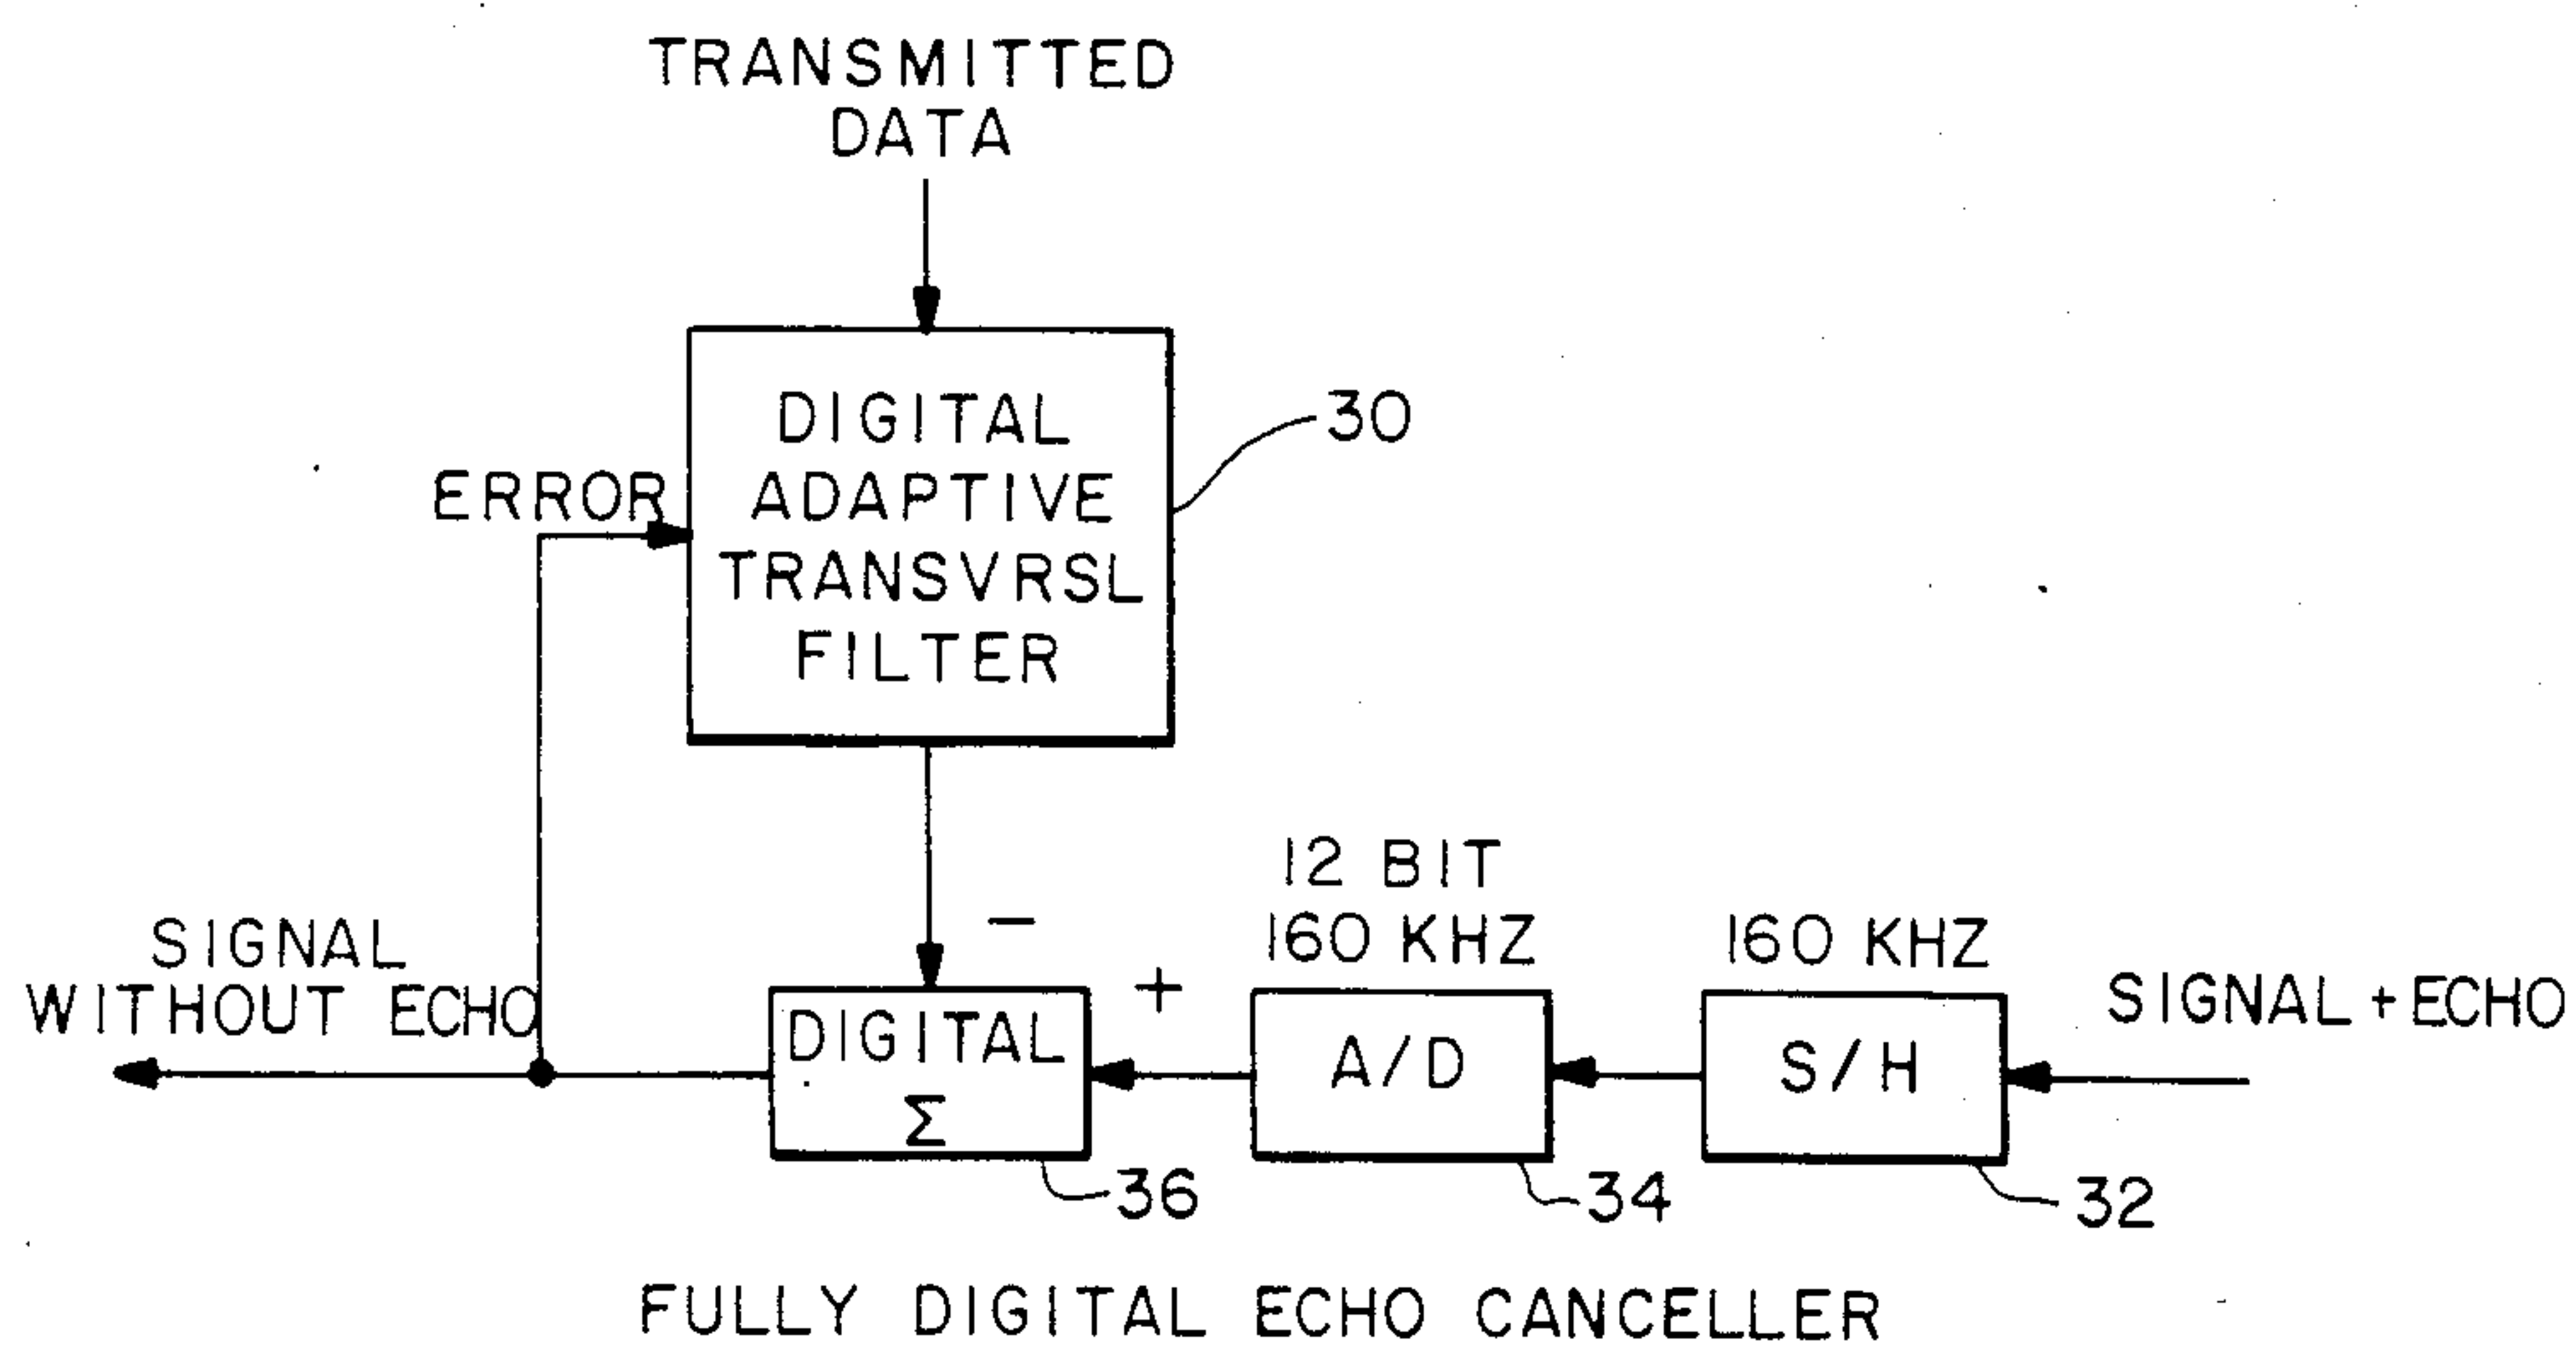 TRANSMITTED
DATA
DIGITAL
ADAPTIVE
TRANSVRSL
FILTER
30
ERROR
12 BIT
160 KHZ
160 KHZ
SIGNAL
WITHOUT ECHO
−
+
SIGNAL + ECHO
DIGITAL
Σ
A/D
S/H
36
34
32
FULLY DIGITAL ECHO CANCELLER